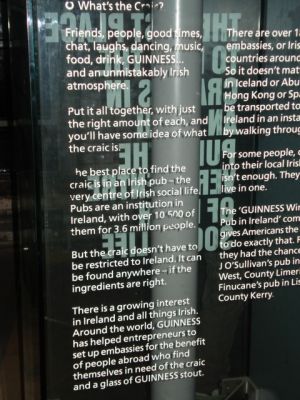 What's the Craic?
Friends, people, good times,
chat, laughs, dancing, music,
food, drink, GUINNESS...
and an unmistakably Irish
atmosphere.
Put it all together, with just
the right amount of each, and
you'll have some idea of what
the craic is.
The best place to find the
craic is in an Irish pub – the
very centre of Irish social life.
Pubs are an institution in
Ireland, with over 10 500 of
them for 3.6 million people.
But the craic doesn't have to
be restricted to Ireland. It can
be found anywhere – if the
ingredients are right.
There is a growing interest
in Ireland and all things Irish.
Around the world, GUINNESS
has helped entrepreneurs to
set up embassies for the benefit
of people abroad who find
themselves in need of the craic
and a glass of GUINNESS stout.
There are over
embassies, or Iris
countries around
So it doesn't mat
in Iceland or Abu
Hong Kong or Sp
be transported to
Ireland in an insta
by walking throug
For some people,
into their local Iris
isn't enough. They
live in one.
The 'GUINNESS Wi
Pub in Ireland' com
gives Americans the
to do exactly that. F
they had the chance
J O'Sullivan's pub in
West, County Limeri
Finucane's pub in Lis
County Kerry.